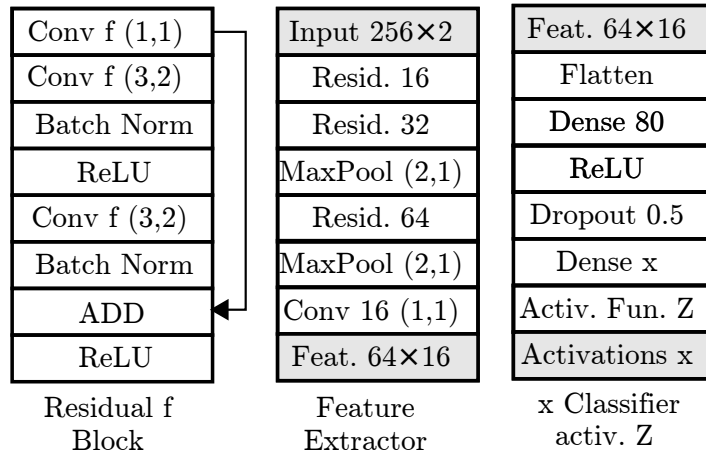 Conv f (1,1)
Conv f (3,2)
Batch Norm
ReLU
Conv f (3,2)
Batch Norm
ADD
ReLU
Residual f
Block
Input 256×2
Resid. 16
Resid. 32
MaxPool (2,1)
Resid. 64
MaxPool (2,1)
Conv 16 (1,1)
Feat. 64×16
Feature
Extractor
Feat. 64×16
Flatten
Dense 80
ReLU
Dropout 0.5
Dense x
Activ. Fun. Z
Activations x
x Classifier
activ. Z